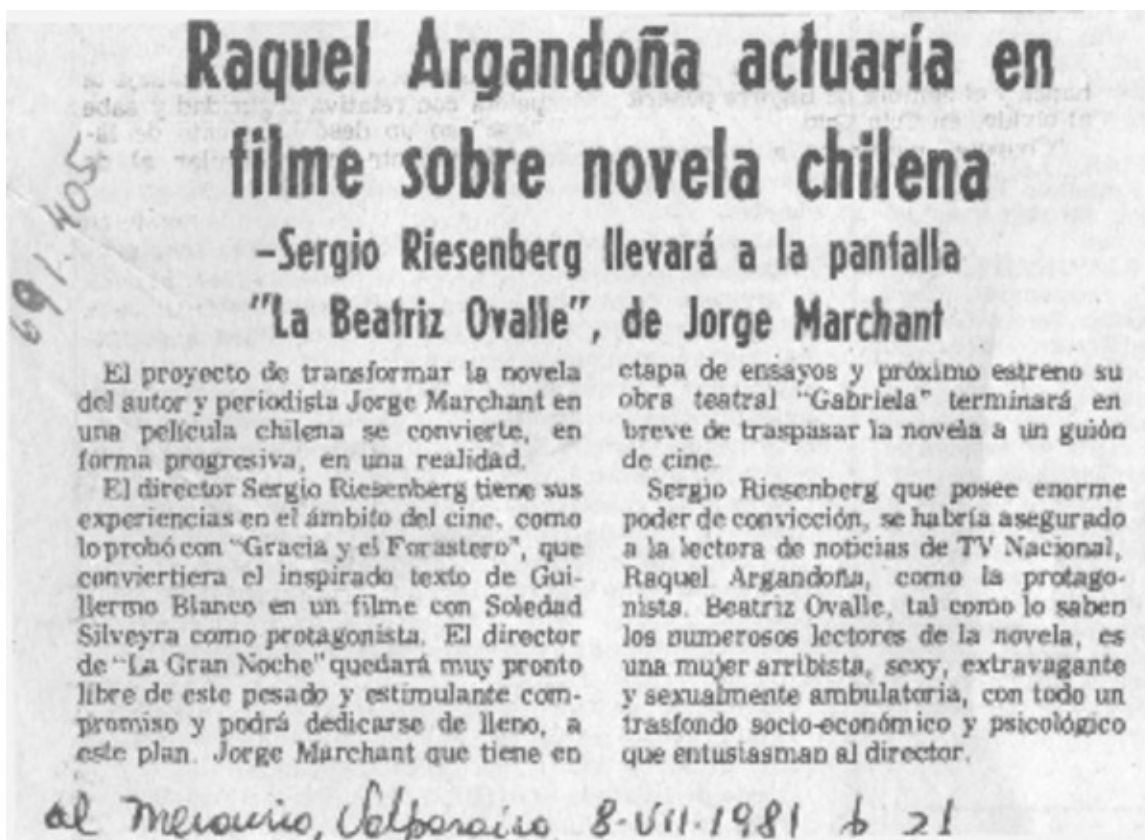 Raquel Argandoña actuaría en
filme sobre novela chilena
–Sergio Riesenberg llevará a la pantalla
"La Beatriz Ovalle", de Jorge Marchant
El proyecto de transformar la novela
del autor y periodista Jorge Marchant en
una película chilena se convierte, en
forma progresiva, en una realidad.
El director Sergio Riesenberg tiene sus
experiencias en el ámbito del cine, como
lo probó con "Gracia y el Forastero", que
conviertiera el inspirado texto de Gui-
llermo Blanco en un filme con Soledad
Silveyra como protagonista. El director
de "La Gran Noche" quedará muy pronto
libre de este pesado y estimulante com-
promiso y podrá dedicarse de lleno, a
este plan. Jorge Marchant que tiene en
etapa de ensayos y próximo estreno su
obra teatral "Gabriela" terminará en
breve de traspasar la novela a un guión
de cine.
Sergio Riesenberg que posee enorme
poder de convicción, se habría asegurado
a la lectora de noticias de TV Nacional,
Raquel Argandoña, como la protago-
nista. Beatriz Ovalle, tal como lo saben
los numerosos lectores de la novela, es
una mujer arribista, sexy, extravagante
y sexualmente ambulatoria, con todo un
trasfondo socio-económico y psicológico
que entusiasman al director.
691.405
El Mercurio, Valparaíso, 8-VII-1981 p 21